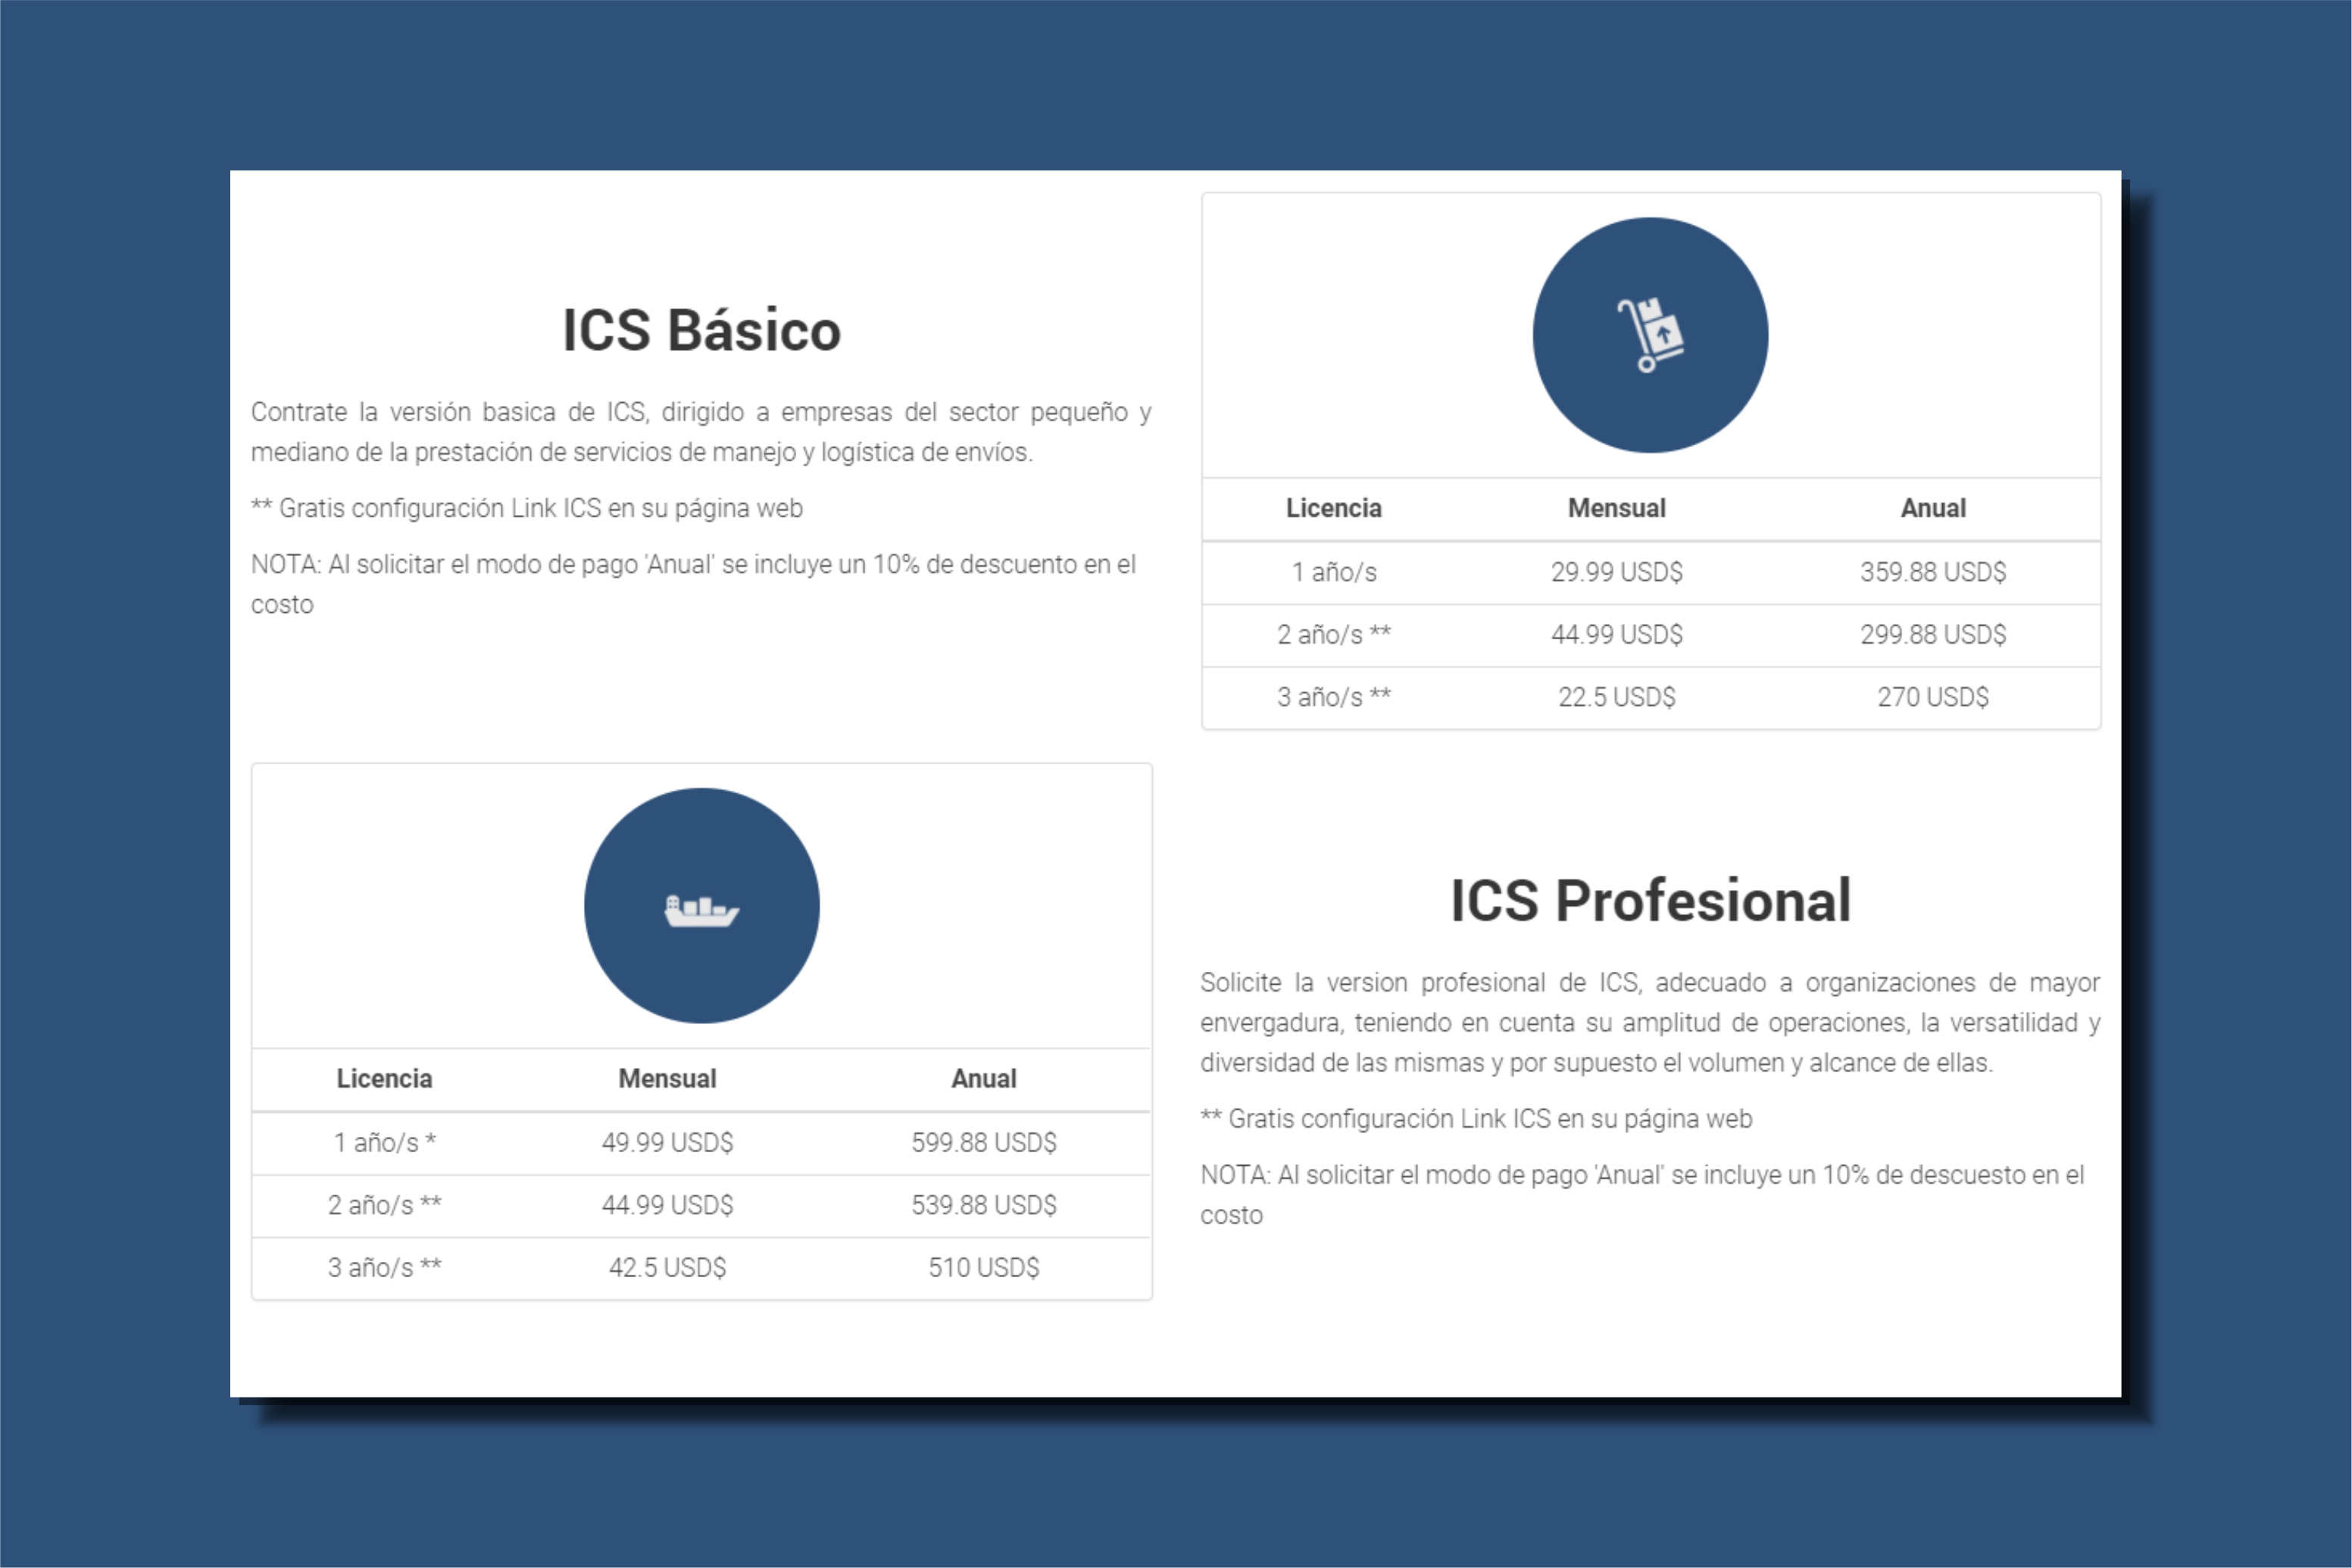 ICS Básico
Contrate la versión basica de ICS, dirigido a empresas del sector pequeño y
mediano de la prestación de servicios de manejo y logística de envíos.
** Gratis configuración Link ICS en su página web
NOTA: Al solicitar el modo de pago 'Anual' se incluye un 10% de descuento en el
costo
Licencia Mensual Anual
1 año/s 29.99 USD$ 359.88 USD$
2 año/s ** 44.99 USD$ 299.88 USD$
3 año/s ** 22.5 USD$ 270 USD$
Licencia Mensual Anual
1 año/s * 49.99 USD$ 599.88 USD$
2 año/s ** 44.99 USD$ 539.88 USD$
3 año/s ** 42.5 USD$ 510 USD$
ICS Profesional
Solicite la version profesional de ICS, adecuado a organizaciones de mayor
envergadura, teniendo en cuenta su amplitud de operaciones, la versatilidad y
diversidad de las mismas y por supuesto el volumen y alcance de ellas.
** Gratis configuración Link ICS en su página web
NOTA: Al solicitar el modo de pago 'Anual' se incluye un 10% de descuesto en el
costo